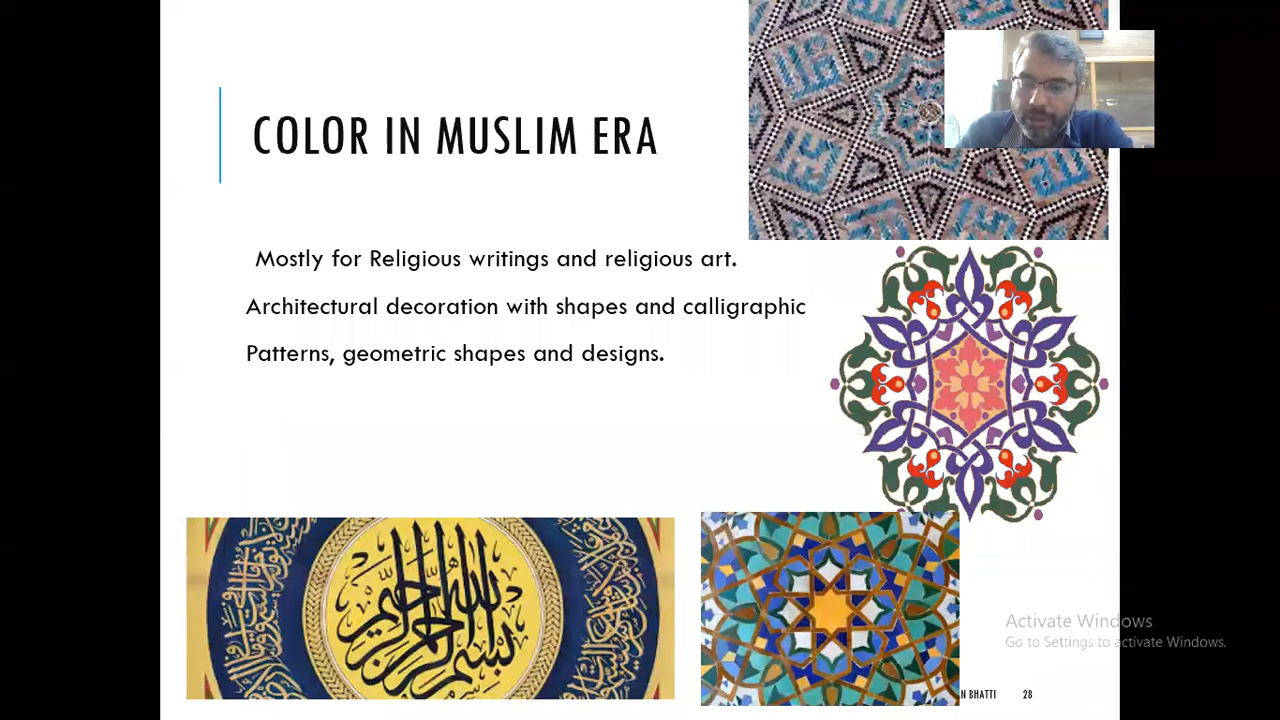 COLOR IN MUSLIM ERA
Mostly for Religious writings and religious art.
Architectural decoration with shapes and calligraphic
Patterns, geometric shapes and designs.
بسم الله الرحمن الرحيم
Activate Windows
Go to Settings to activate Windows.
BHATTI 28